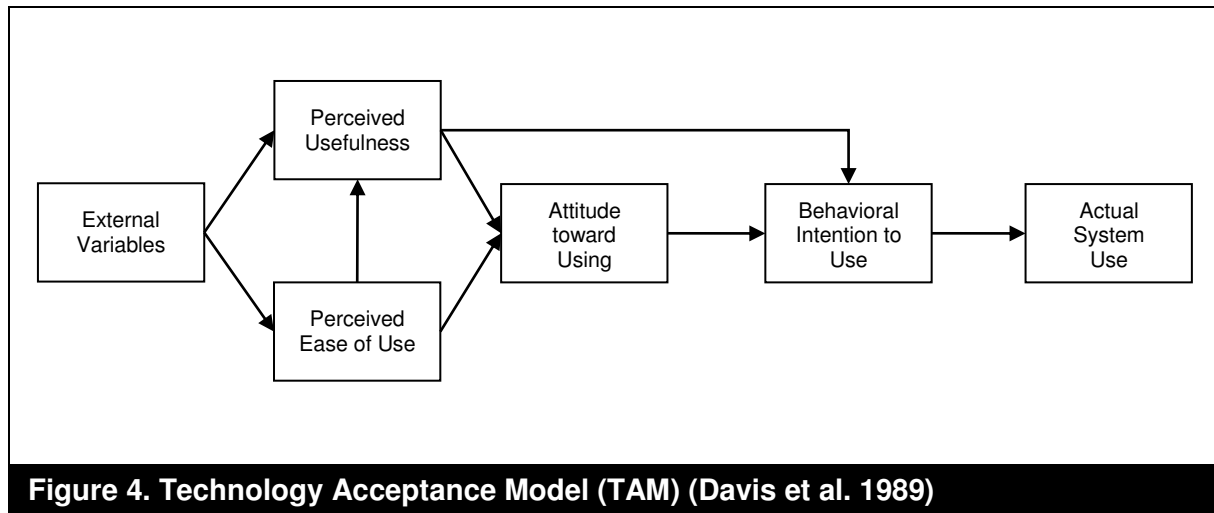 Perceived
Usefulness
External
Variables
Perceived
Ease of Use
Attitude
toward
Using
Behavioral
Intention to
Use
Actual
System
Use
Figure 4. Technology Acceptance Model (TAM) (Davis et al. 1989)